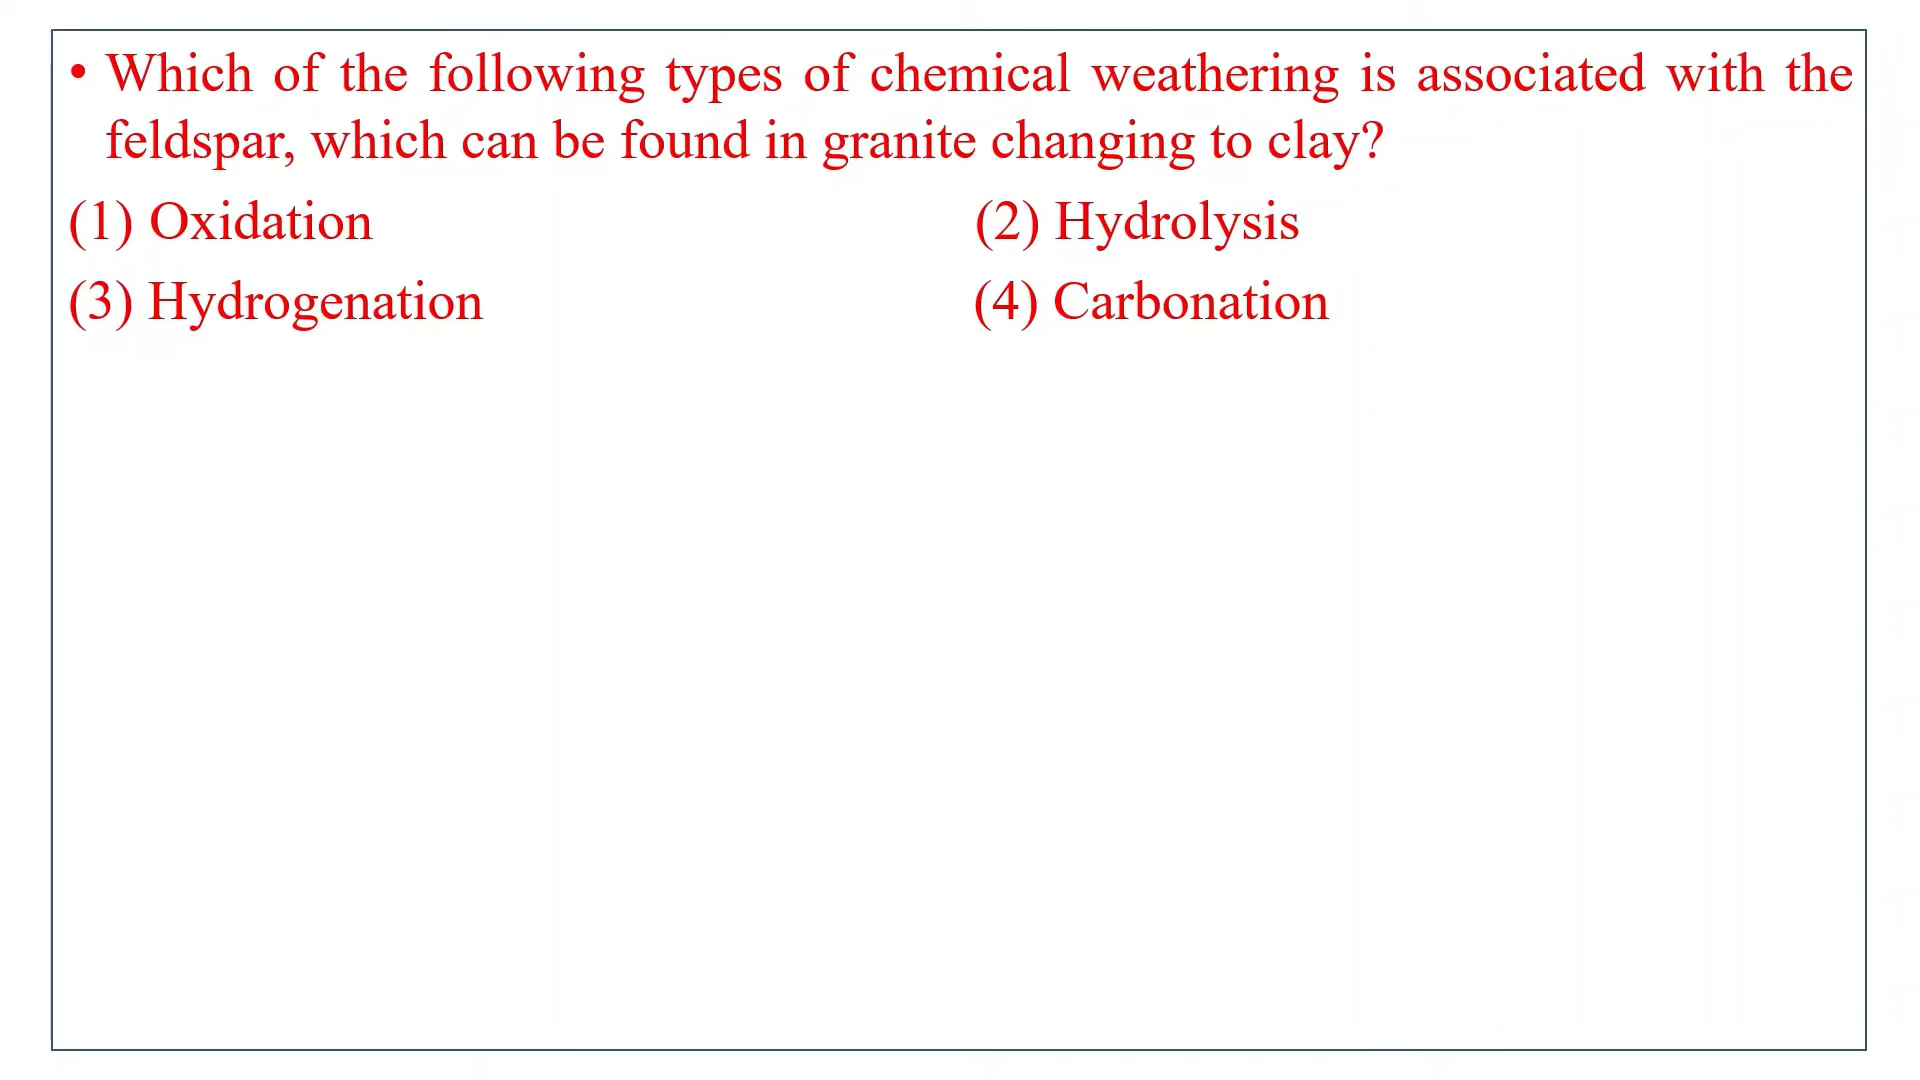 • Which of the following types of chemical weathering is associated with the
feldspar, which can be found in granite changing to clay?
(1) Oxidation (2) Hydrolysis
(3) Hydrogenation (4) Carbonation